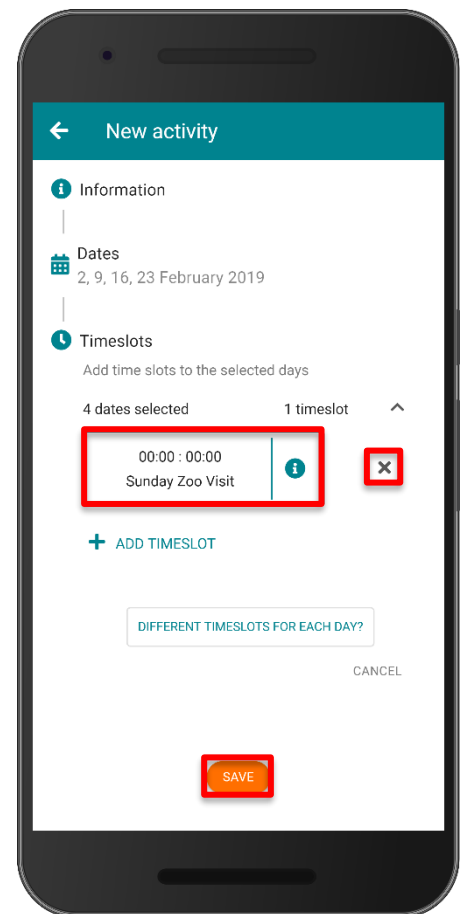 New activity
Information
Dates
2, 9, 16, 23 February 2019
Timeslots
Add time slots to the selected days
4 dates selected 1 timeslot
00:00 : 00:00
Sunday Zoo Visit
ADD TIMESLOT
DIFFERENT TIMESLOTS FOR EACH DAY?
CANCEL
SAVE